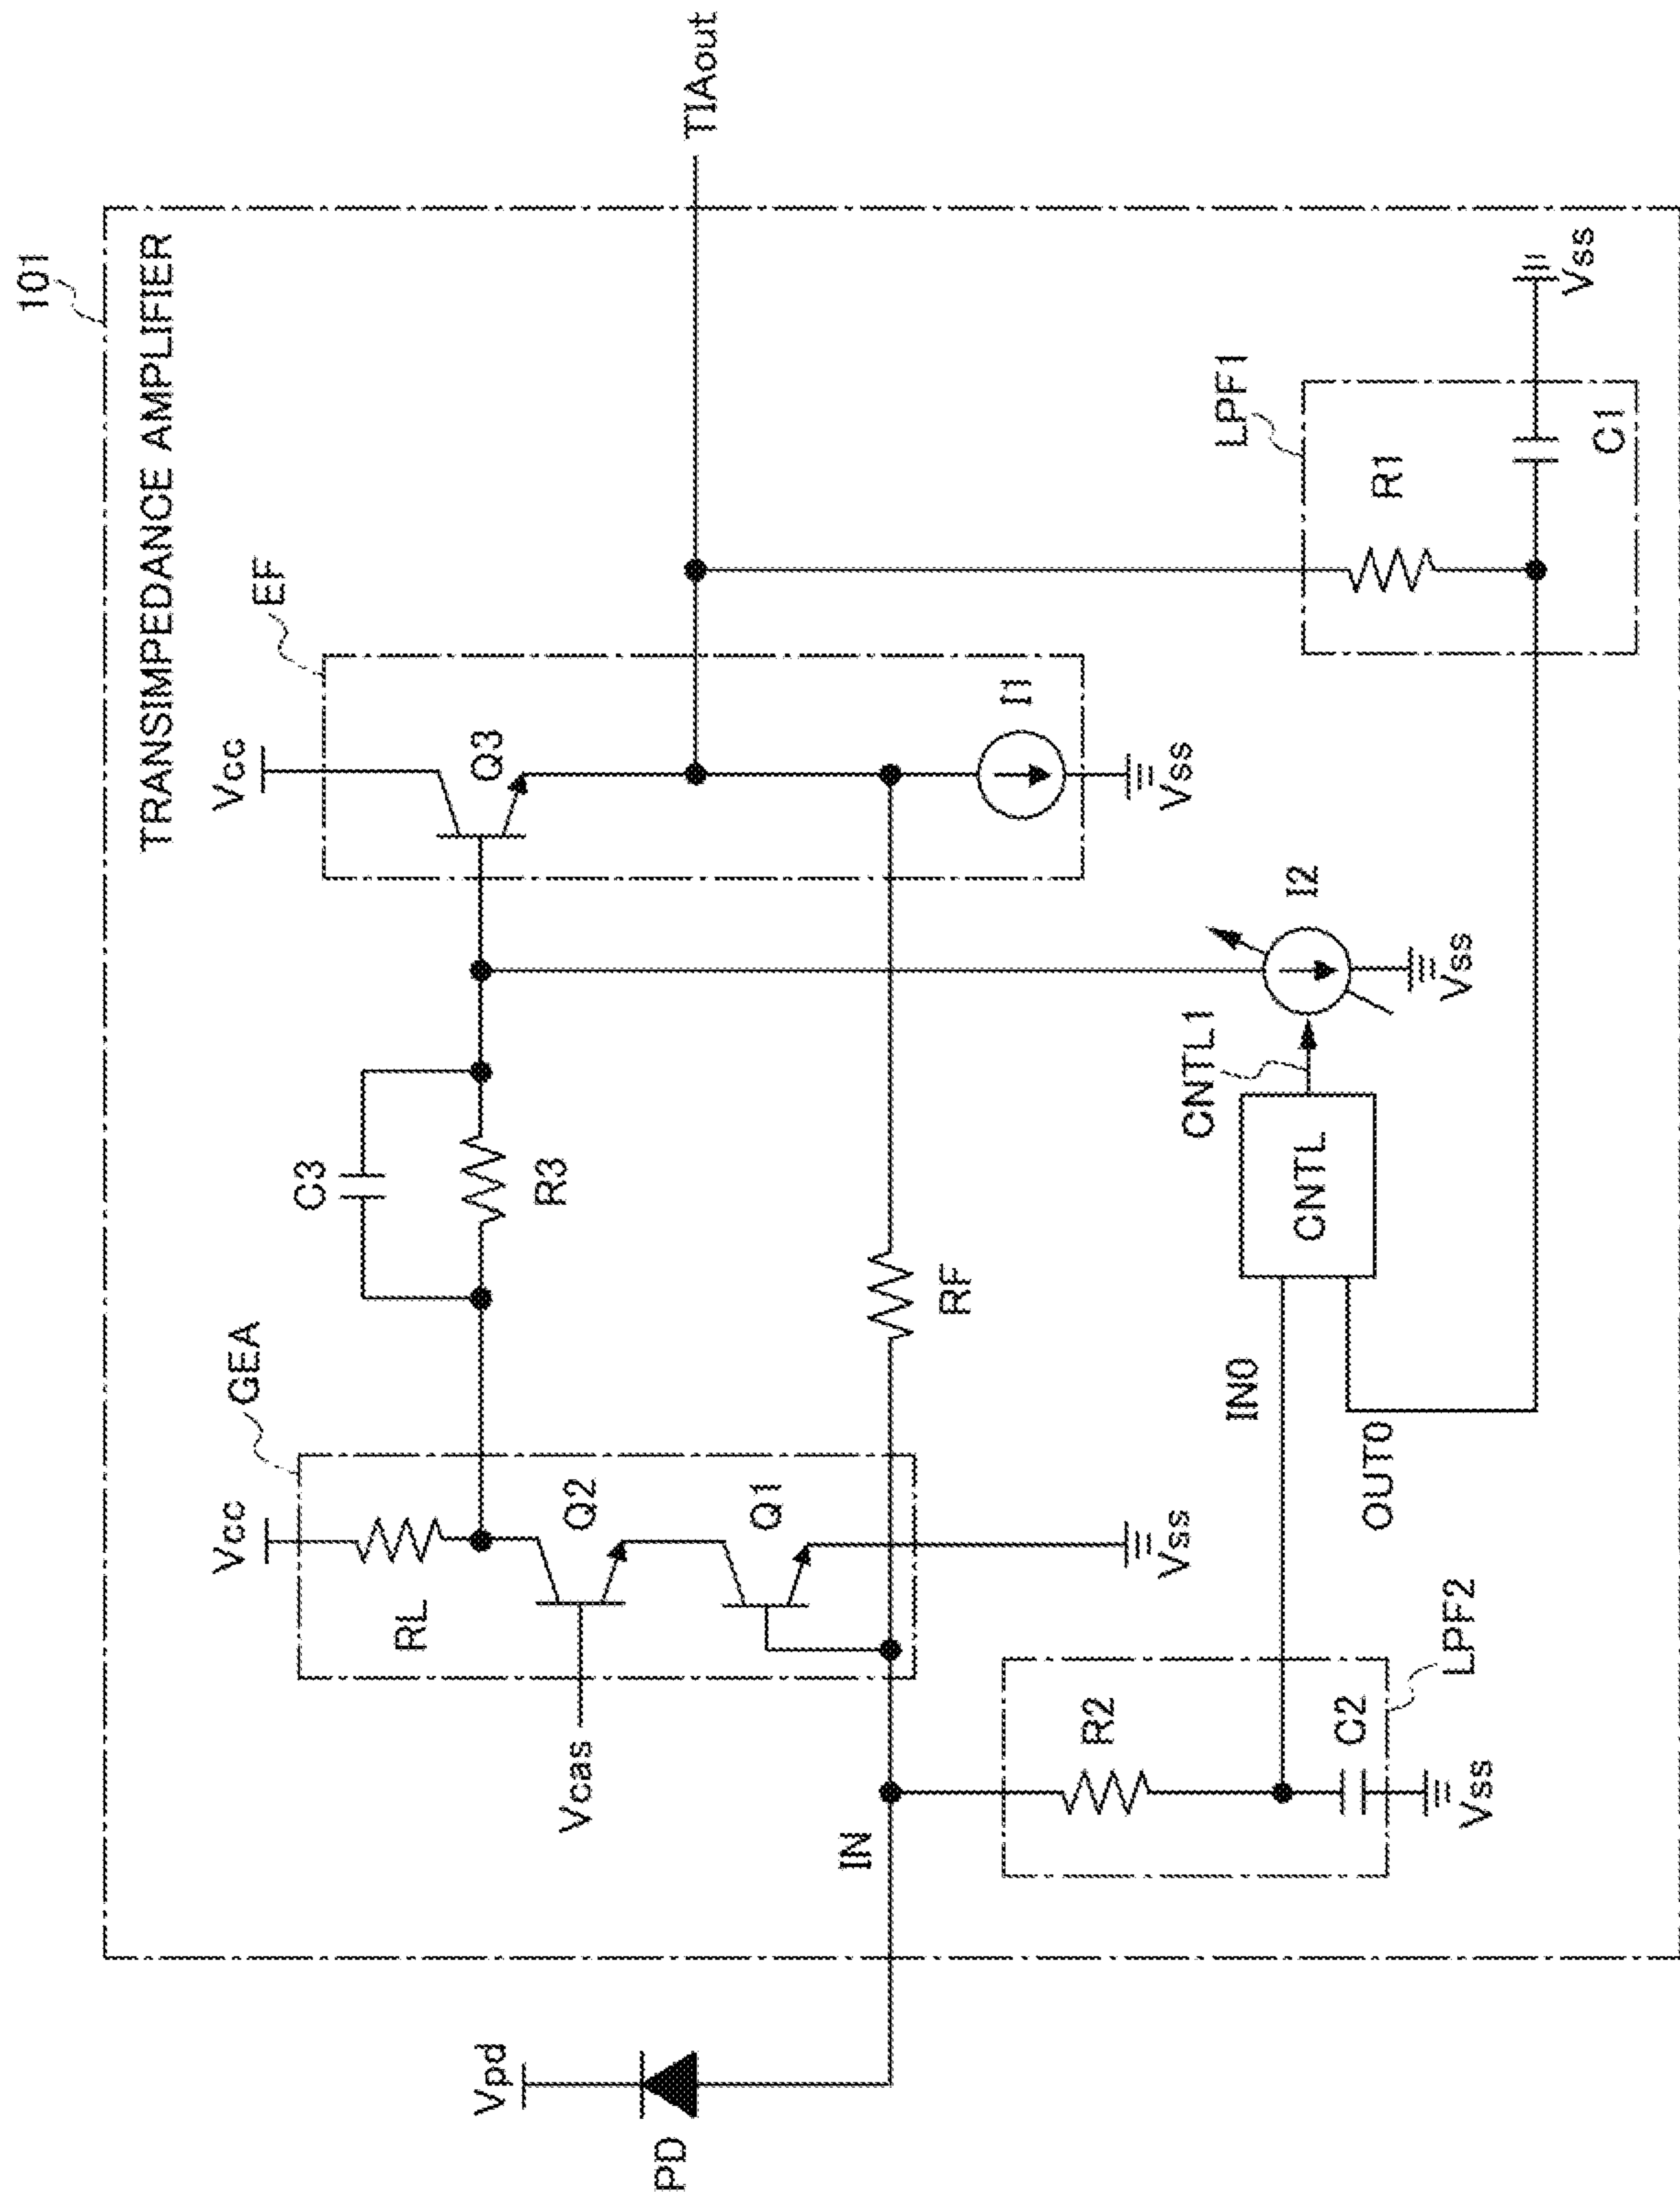 101
TRANSIMPEDANCE AMPLIFIER
Vcc
GEA
RL
Vcas
Q2
Q1
Vss
C3
R3
Vcc
EF
Q3
I1
Vss
TIAout
Vpd
PD
IN
RF
R2
C2
LPF2
Vss
IN0
OUT0
CNTL
CNTL1
I2
Vss
LPF1
R1
C1
Vss